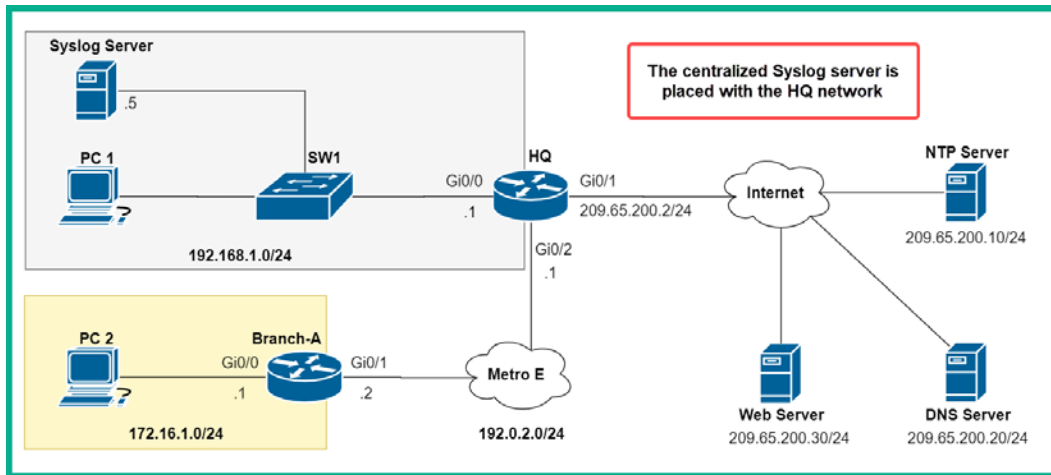 Syslog Server
.5
The centralized Syslog server is
placed with the HQ network
PC 1
SW1
HQ
NTP Server
Gi0/0
Gi0/1
Internet
.1
209.65.200.2/24
209.65.200.10/24
Gi0/2
192.168.1.0/24
.1
PC 2
Branch-A
Gi0/0
Gi0/1
Metro E
.1
.2
Web Server
DNS Server
172.16.1.0/24
192.0.2.0/24
209.65.200.30/24
209.65.200.20/24